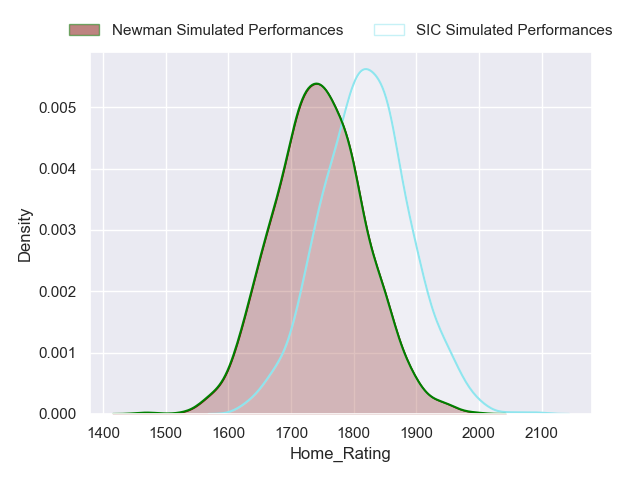 Newman Simulated Performances SIC Simulated Performances
0.005
0.004
0.003
0.002
0.001
0.000
Density
1400 1500 1600 1700 1800 1900 2000 2100
Home_Rating